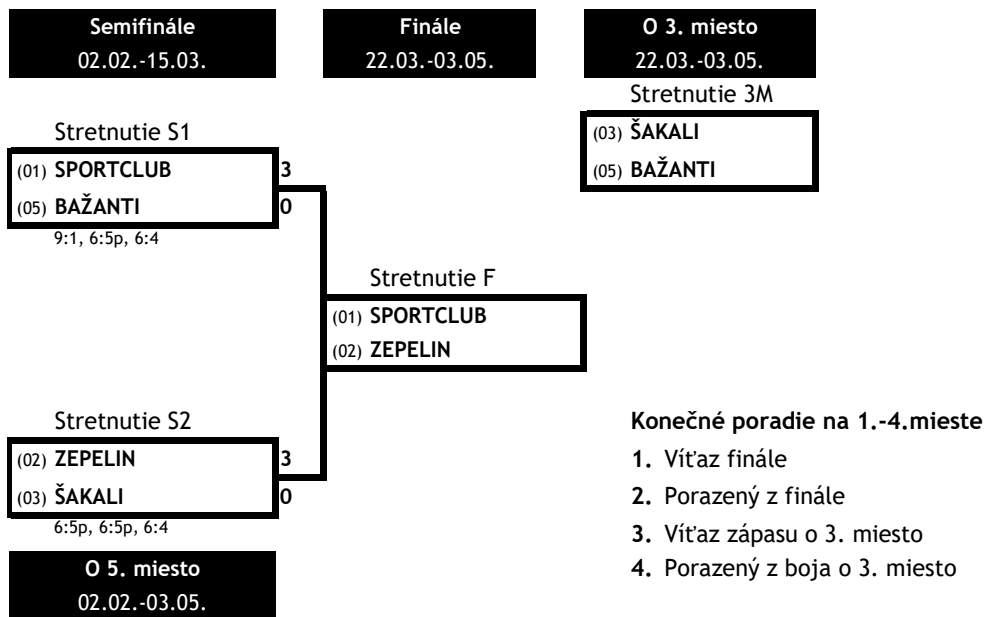 Semifinále
02.02.-15.03.
Finále
22.03.-03.05.
O 3. miesto
22.03.-03.05.
Stretnutie 3M
(03) ŠAKALI
(05) BAŽANTI
Stretnutie S1
(01) SPORTCLUB 3
(05) BAŽANTI 0
9:1, 6:5p, 6:4
Stretnutie F
(01) SPORTCLUB
(02) ZEPELIN
Stretnutie S2
(02) ZEPELIN 3
(03) ŠAKALI 0
6:5p, 6:5p, 6:4
Konečné poradie na 1.-4.mieste
1. Víťaz finále
2. Porazený z finále
3. Víťaz zápasu o 3. miesto
4. Porazený z boja o 3. miesto
O 5. miesto
02.02.-03.05.